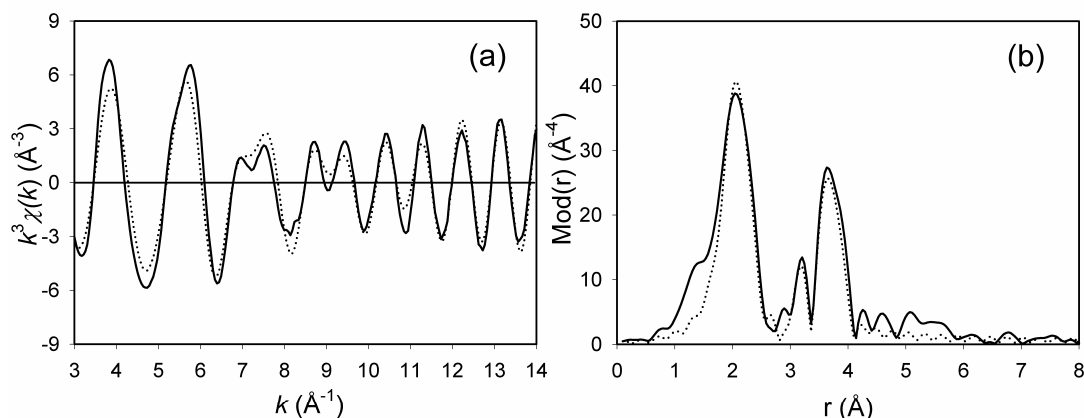 (a)
k³χ(k) (Å⁻³)
9
6
3
0
-3
-6
-9
3 4 5 6 7 8 9 10 11 12 13 14
k (Å⁻¹)
(b)
Mod(r) (Å⁻⁴)
50
40
30
20
10
0
0 1 2 3 4 5 6 7 8
r (Å)